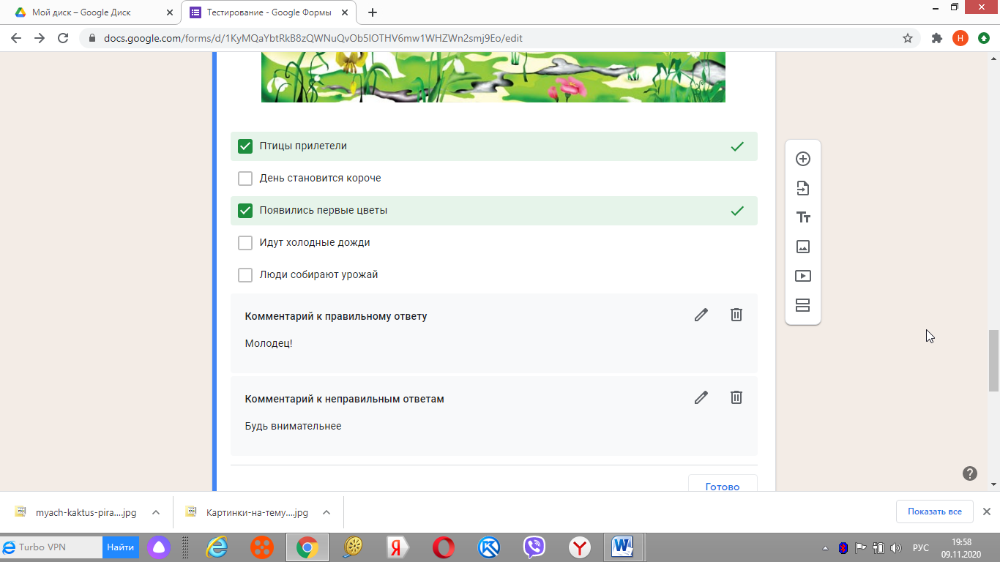 Мой диск – Google Диск
Тестирование - Google Формы
docs.google.com/forms/d/1KyMQaYbtRkB8zQWNuQvOb5IOTHV6mw1WHZWn2smj9Eo/edit
Н
Птицы прилетели
День становится короче
Появились первые цветы
Идут холодные дожди
Люди собирают урожай
Комментарий к правильному ответу
Молодец!
Комментарий к неправильным ответам
Будь внимательнее
Готово
myach-kaktus-pira....jpg
Картинки-на-тему....jpg
Показать все
Turbo VPN
Найти
РУС
19:58
09.11.2020